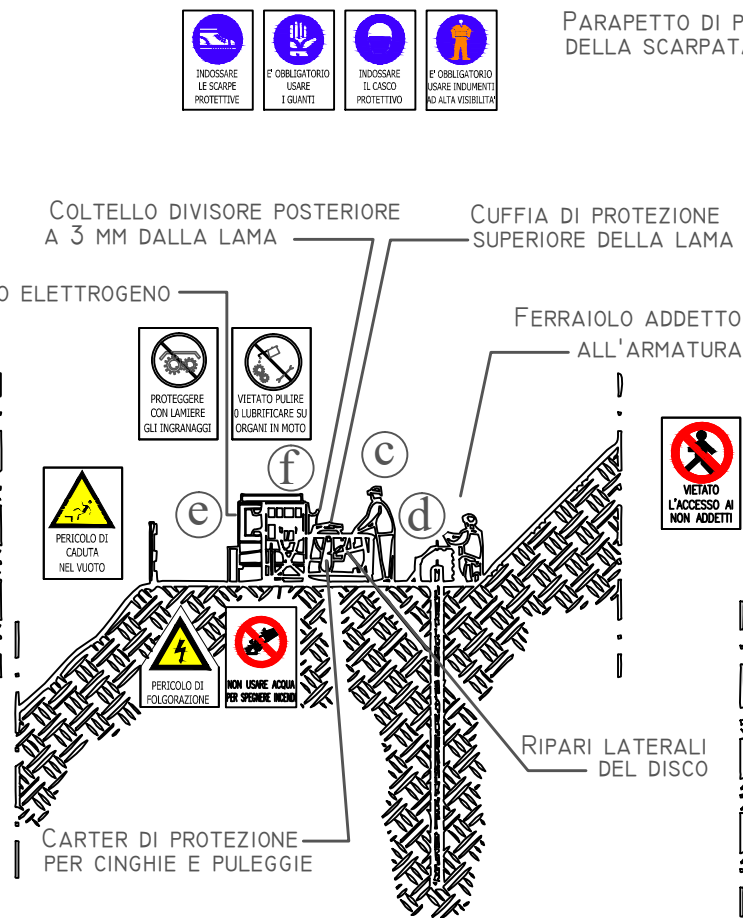 INDOSSARE
LE SCARPE
PROTETTIVE
E' OBBLIGATORIO
USARE
I GUANTI
INDOSSARE
IL CASCO
PROTETTIVO
E' OBBLIGATORIO
USARE INDUMENTI
AD ALTA VISIBILITA'
PARAPETTO DI P
DELLA SCARPATA
COLTELLO DIVISORE POSTERIORE
A 3 MM DALLA LAMA
CUFFIA DI PROTEZIONE
SUPERIORE DELLA LAMA
O ELETTROGENO
FERRAIOLO ADDETTO
ALL'ARMATURA
PROTEGGERE
CON LAMIERE
GLI INGRANAGGI
VIETATO PULIRE
O LUBRIFICARE SU
ORGANI IN MOTO
VIETATO
L'ACCESSO AI
NON ADDETTI
c
f
e
d
PERICOLO DI
CADUTA
NEL VUOTO
PERICOLO DI
FOLGORAZIONE
NON USARE ACQUA
PER SPEGNERE INCENDI
RIPARI LATERALI
DEL DISCO
CARTER DI PROTEZIONE
PER CINGHIE E PULEGGIE